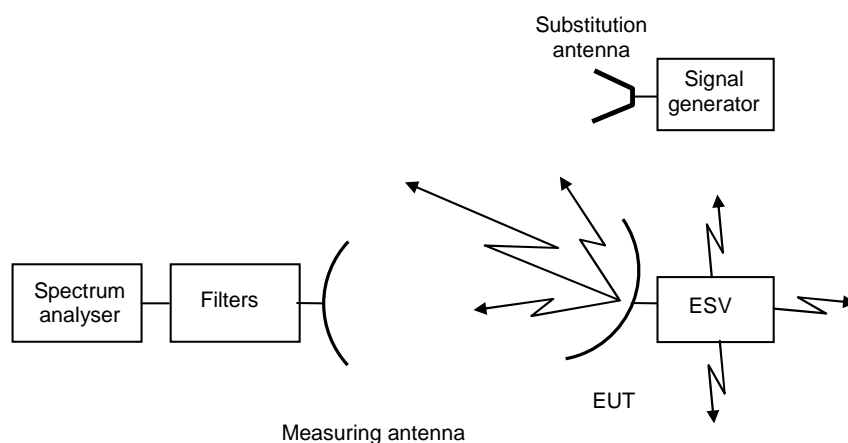 Substitution
antenna
Signal
generator
Spectrum
analyser
Filters
ESV
EUT
Measuring antenna